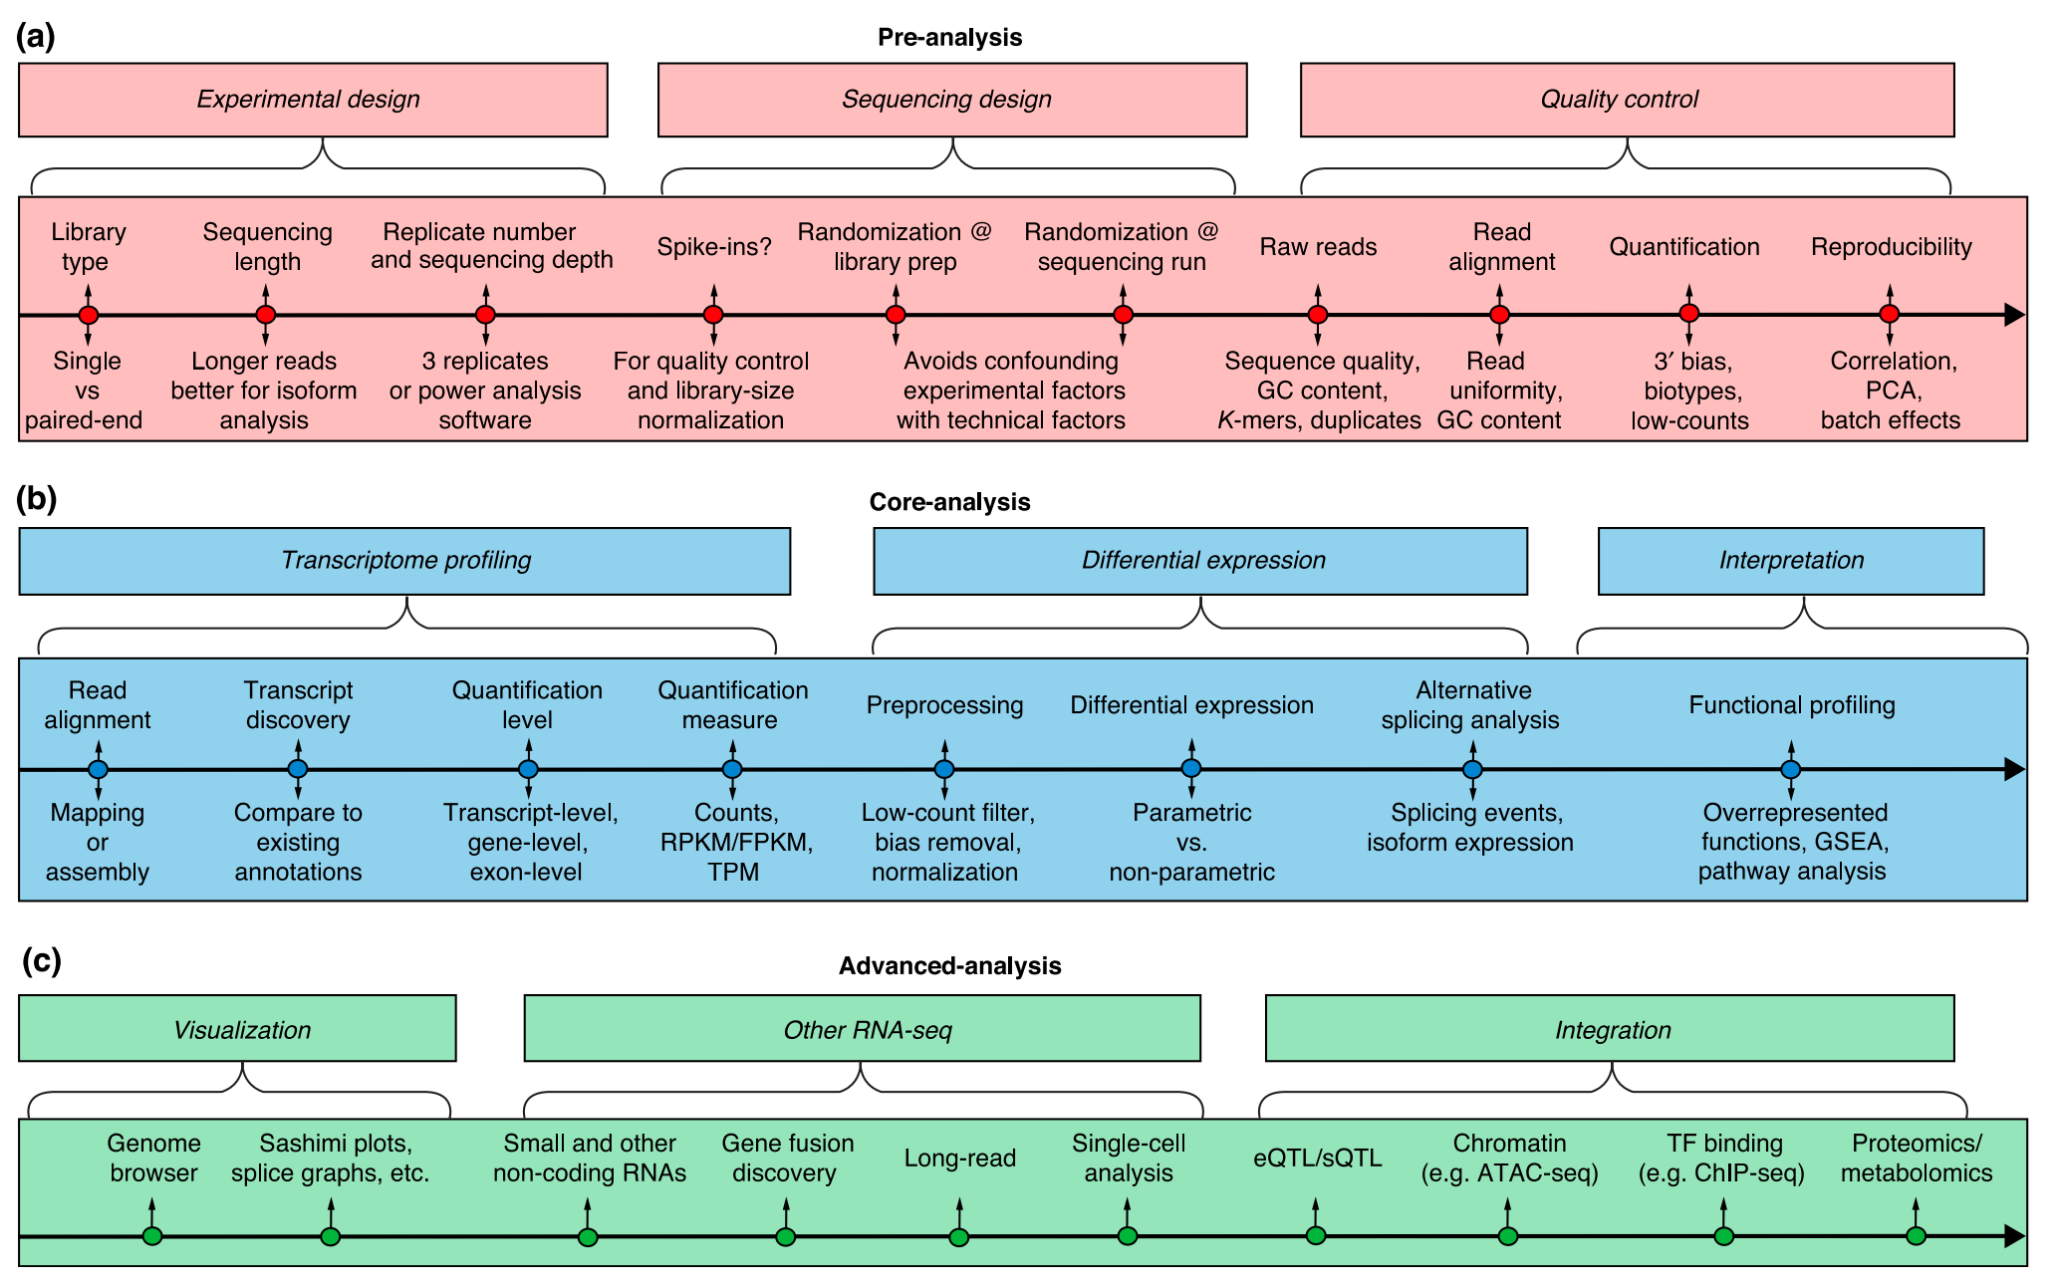 (a)
Pre-analysis
Experimental design
Sequencing design
Quality control
Library
type
Sequencing
length
Replicate number
and sequencing depth
Spike-ins?
Randomization @
library prep
Randomization @
sequencing run
Raw reads
Read
alignment
Quantification
Reproducibility
Single
vs
paired-end
Longer reads
better for isoform
analysis
3 replicates
or power analysis
software
For quality control
and library-size
normalization
Avoids confounding
experimental factors
with technical factors
Sequence quality,
GC content,
K-mers, duplicates
Read
uniformity,
GC content
3′ bias,
biotypes,
low-counts
Correlation,
PCA,
batch effects
(b)
Core-analysis
Transcriptome profiling
Differential expression
Interpretation
Read
alignment
Transcript
discovery
Quantification
level
Quantification
measure
Preprocessing
Differential expression
Alternative
splicing analysis
Functional profiling
Mapping
or
assembly
Compare to
existing
annotations
Transcript-level,
gene-level,
exon-level
Counts,
RPKM/FPKM,
TPM
Low-count filter,
bias removal,
normalization
Parametric
vs.
non-parametric
Splicing events,
isoform expression
Overrepresented
functions, GSEA,
pathway analysis
(c)
Advanced-analysis
Visualization
Other RNA-seq
Integration
Genome
browser
Sashimi plots,
splice graphs, etc.
Small and other
non-coding RNAs
Gene fusion
discovery
Long-read
Single-cell
analysis
eQTL/sQTL
Chromatin
(e.g. ATAC-seq)
TF binding
(e.g. ChIP-seq)
Proteomics/
metabolomics